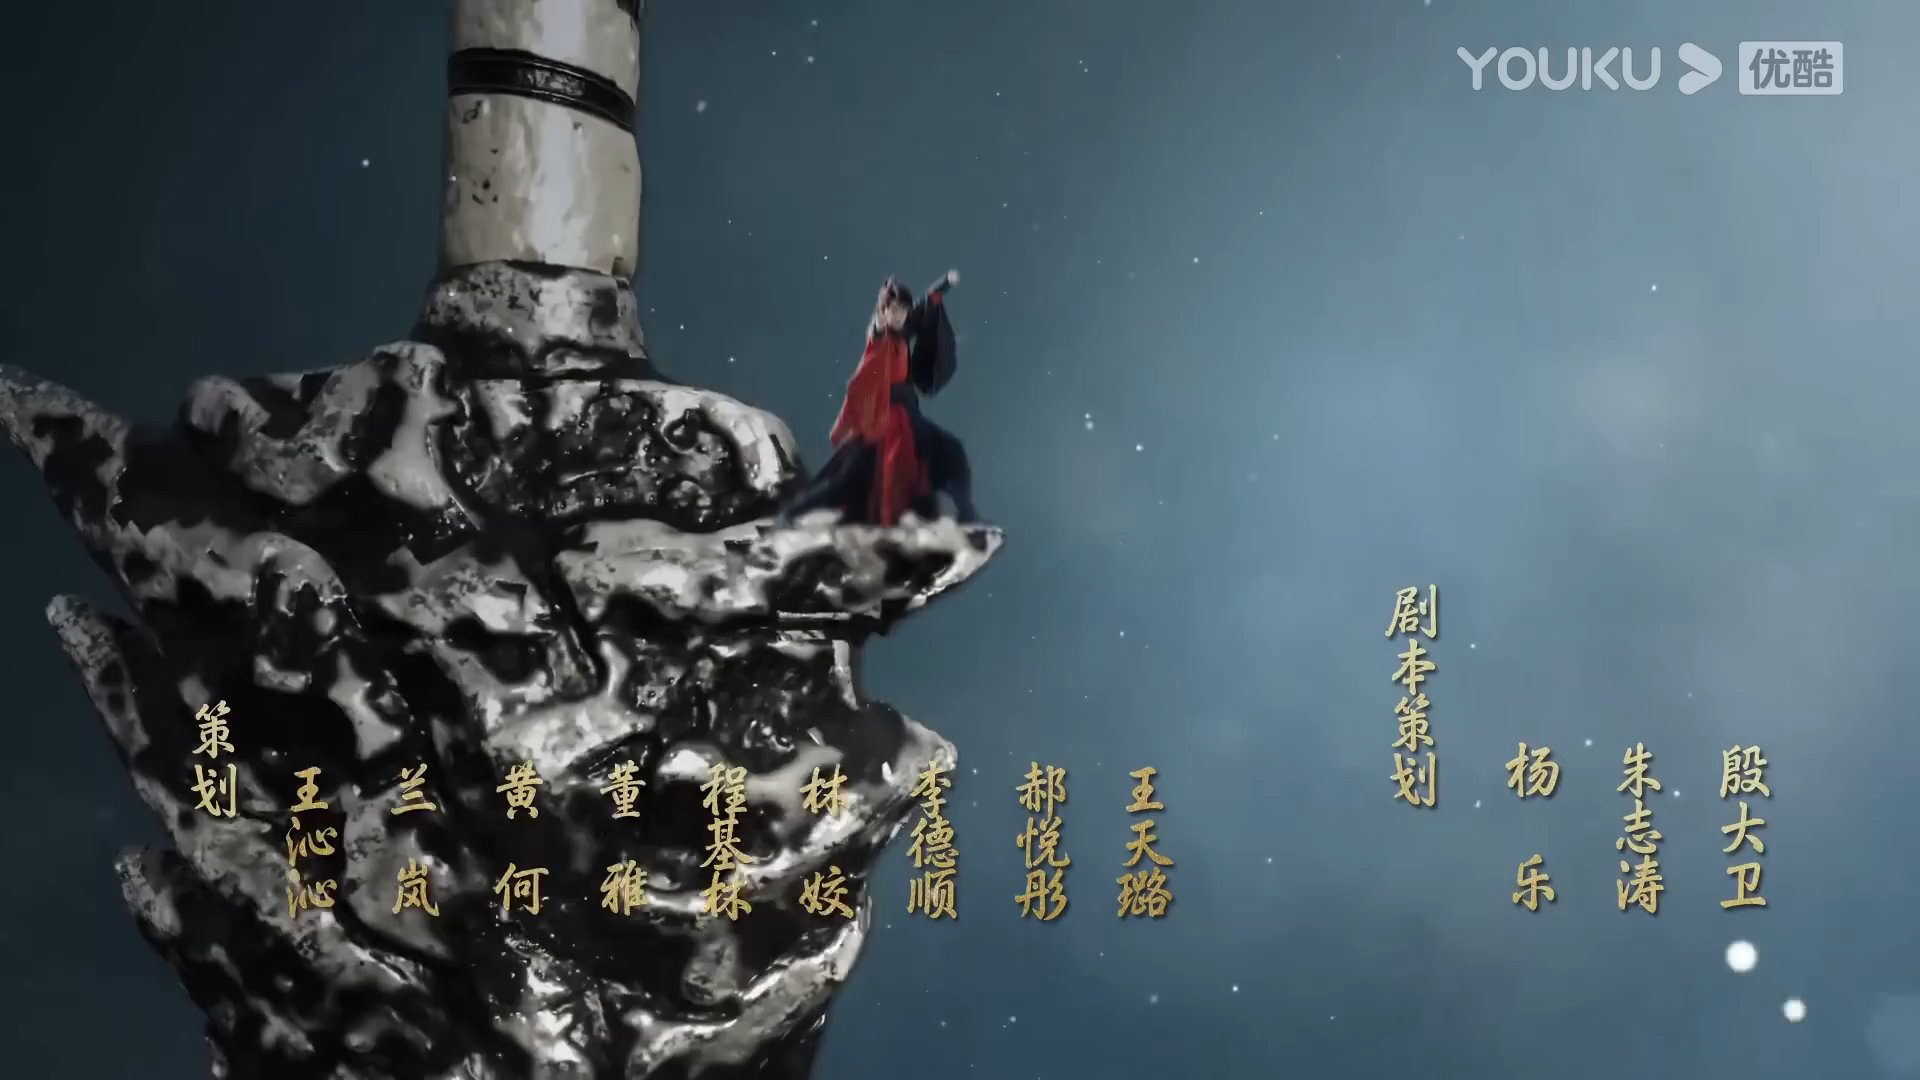 YOUKU 优酷
策划
王沁沁
兰岚
黄何
董雅
程基林
林姣
李德顺
郝悦彤
王天璐
剧本策划
杨乐
朱志涛
殷大卫